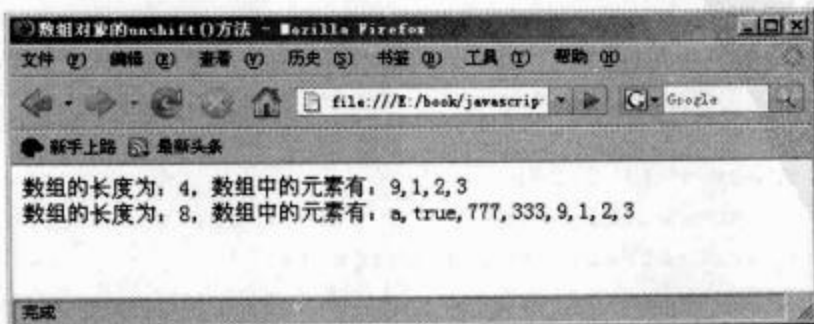 数组对象的unshift()方法 - Mozilla Firefox
文件 (F) 编辑 (E) 查看 (V) 历史 (S) 书签 (B) 工具 (T) 帮助 (H)
file:///E:/book/javascrip
G Google
新手上路 最新头条
数组的长度为: 4, 数组中的元素有: 9,1,2,3
数组的长度为: 8, 数组中的元素有: a,true,777,333,9,1,2,3
完成